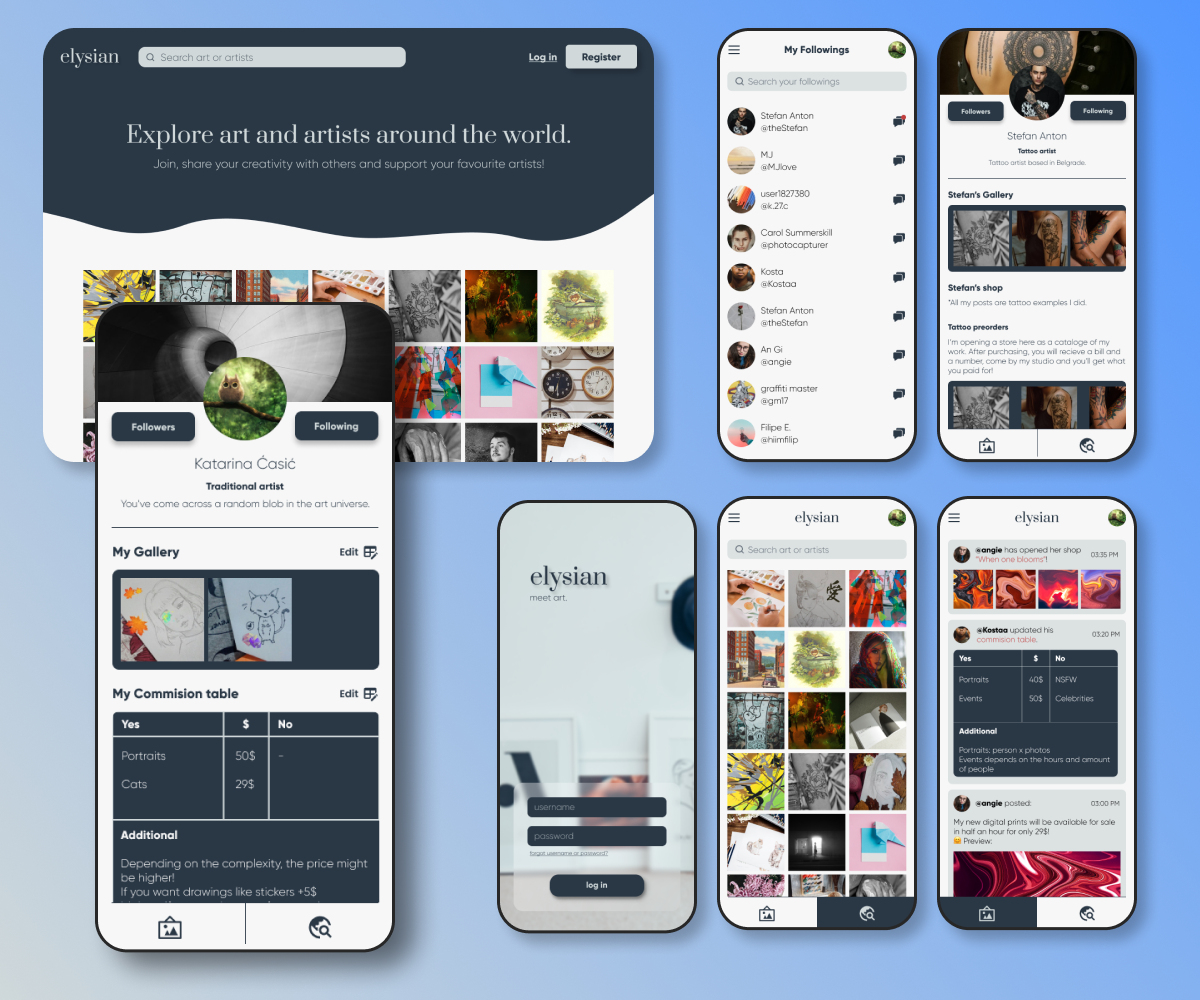 elysian
Search art or artists
Log in
Register
Explore art and artists around the world.
Join, share your creativity with others and support your favourite artists!
Followers
Following
Katarina Ćasić
Traditional artist
You've come across a random blob in the art universe.
My Gallery
Edit
My Commision table
Edit
Yes $ No
Portraits 50$ -
Cats 29$
Additional
Depending on the complexity, the price might
be higher!
If you want drawings like stickers +5$
My Followings
Search your followings
Stefan Anton
@theStefan
MJ
@MJlove
user1827380
@k.27.c
Carol Summerskill
@photocapturer
Kosta
@Kostaa
Stefan Anton
@theStefan
An Gi
@angie
graffiti master
@gm17
Filipe E.
@hiimfilip
Followers
Following
Stefan Anton
Tattoo artist
Tattoo artist based in Belgrade.
Stefan's Gallery
Stefan's shop
*All my posts are tattoo examples I did.
Tattoo preorders
I'm opening a store here as a cataloge of my
work. After purchasing, you will recieve a bill and
a number, come by my studio and you'll get what
you paid for!
elysian
meet art.
username
password
forgot username or password?
log in
elysian
Search art or artists
愛
elysian
@angie has opened her shop
"When one blooms"!
03:35 PM
@Kostaa updated his
commision table.
03:20 PM
Yes $ No
Portraits 40$ NSFW
Events 50$ Celebrities
Additional
Portraits: person x photos
Events depends on the hours and amount
of people
@angie posted:
03:00 PM
My new digital prints will be available for sale
in half an hour for only 29$!
Preview: